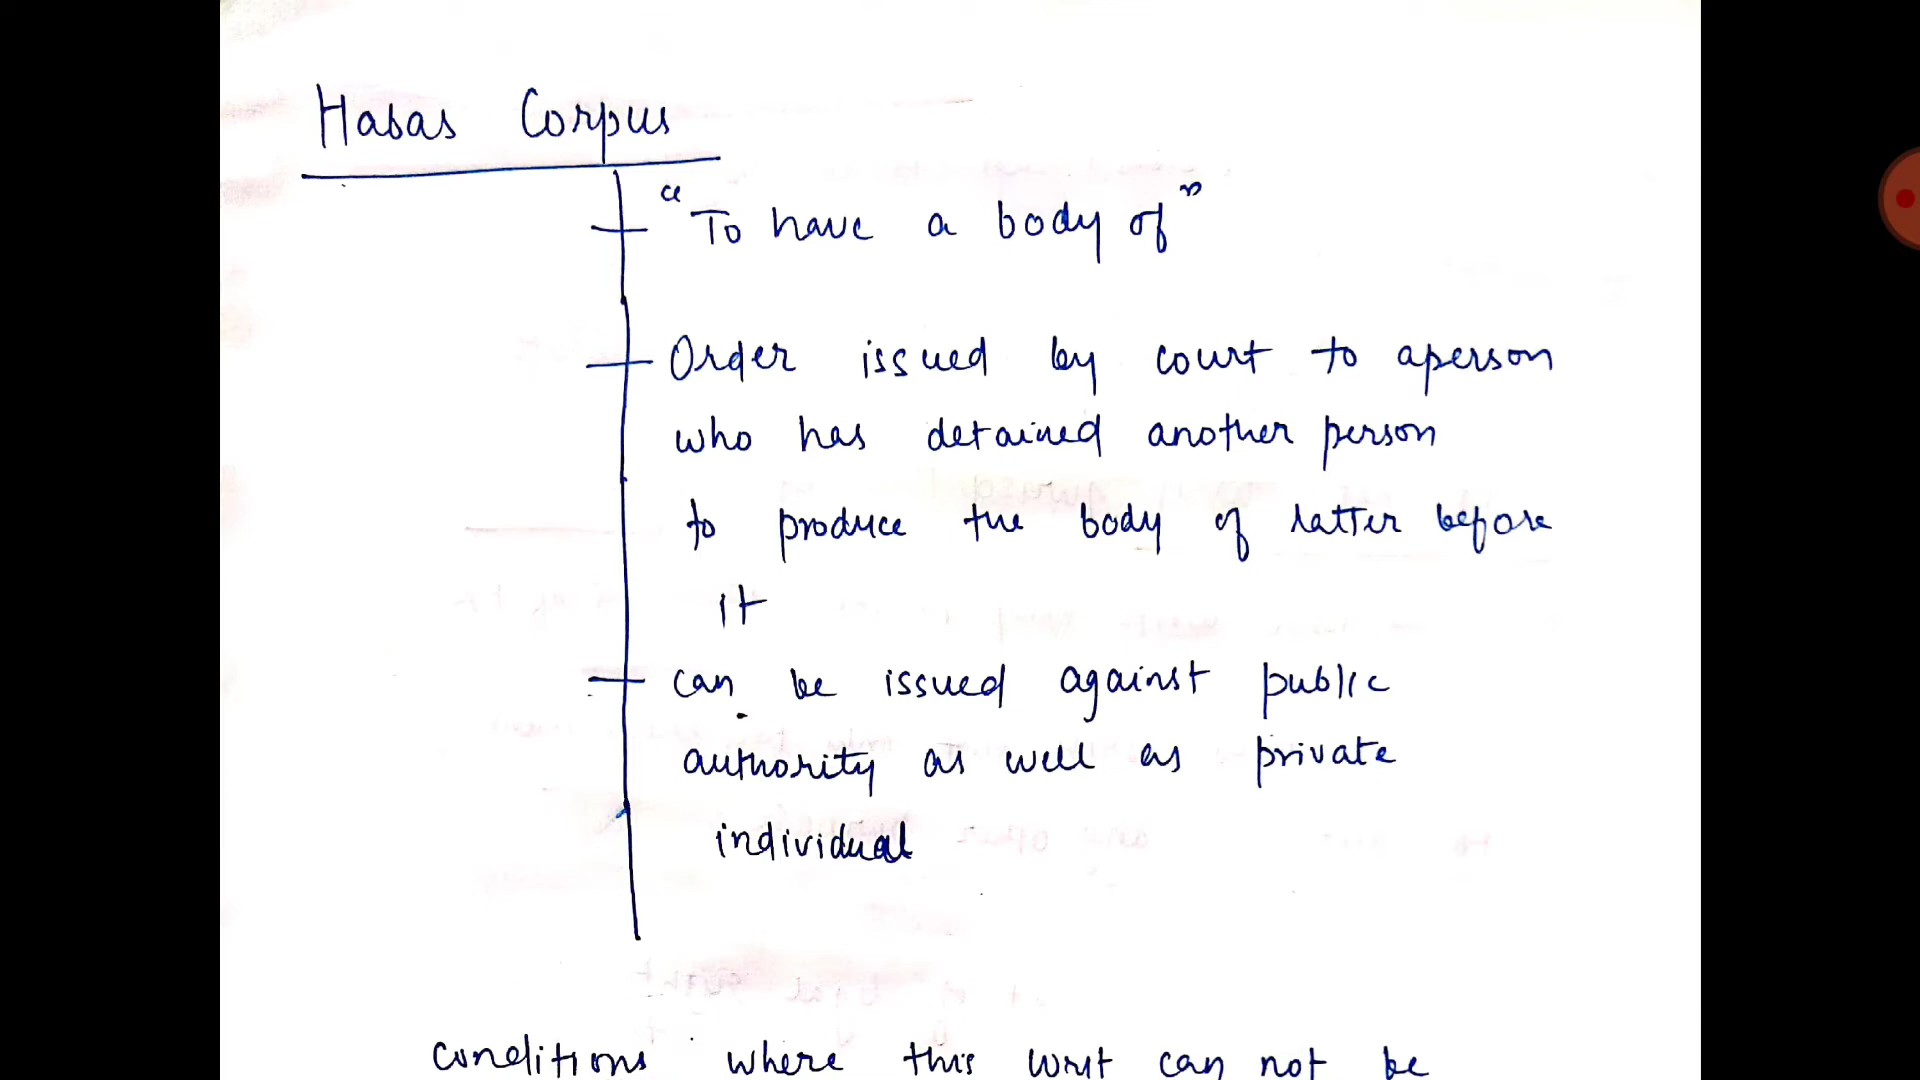 Habas Corpus
"To have a body of"
Order issued by court to aperson
who has detained another person
to produce the body of latter before
it
can be issued against public
authority as well as private
individual
conditions where this writ can not be